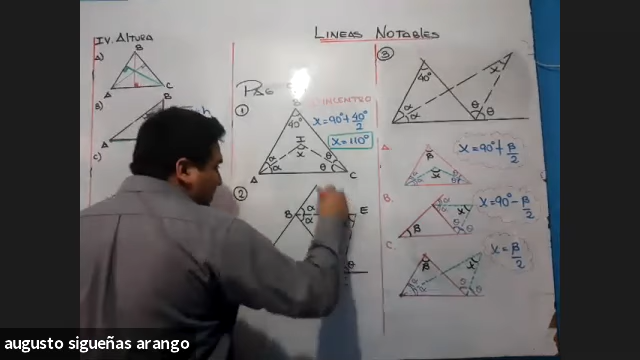 LINEAS NOTABLES
IV. ALTURA
A)
B
A
C
B)
B
A
C)
①
INCENTRO
40°
X=90°+40°/2
X=110°
I
x
α
α
θ
θ
A
C
②
B
α
α
E
θ
③
40°
x
α
α
θ
θ
A.
β
x
X=90°+β/2
B.
β
x
X=90°-β/2
C.
β
x
X=β/2
augusto sigueñas arango